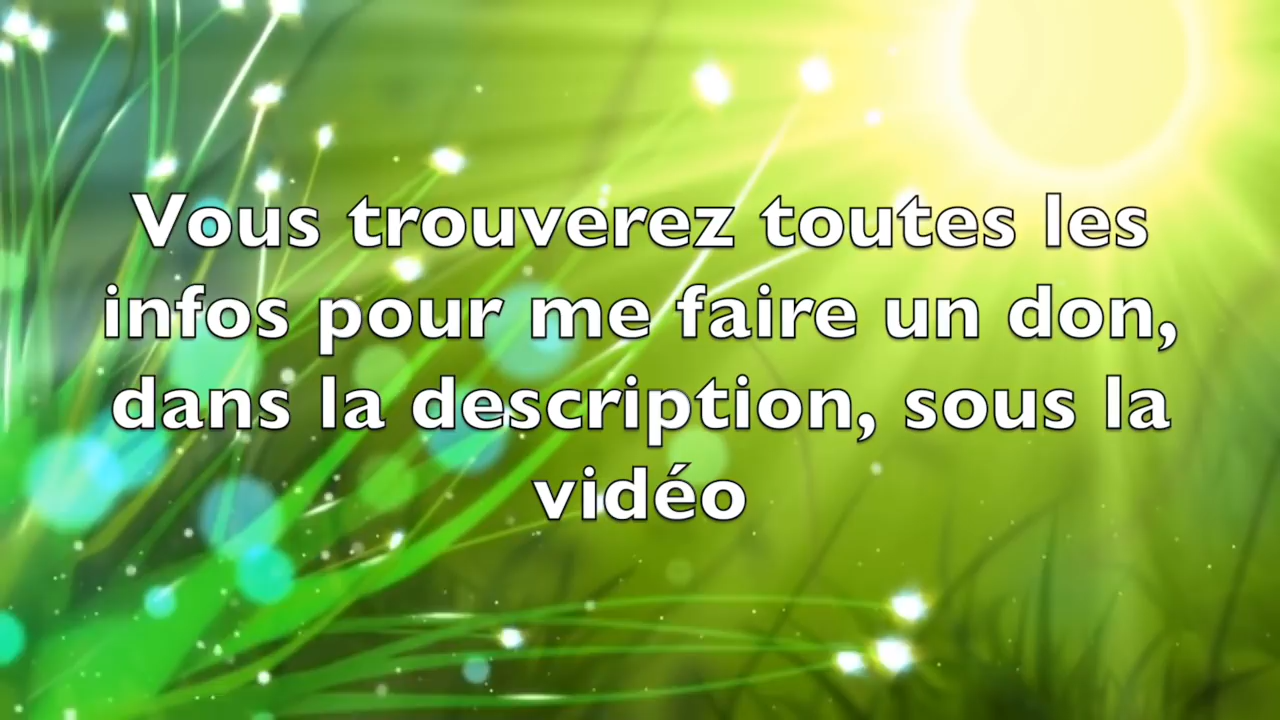 Vous trouverez toutes les
infos pour me faire un don,
dans la description, sous la
vidéo